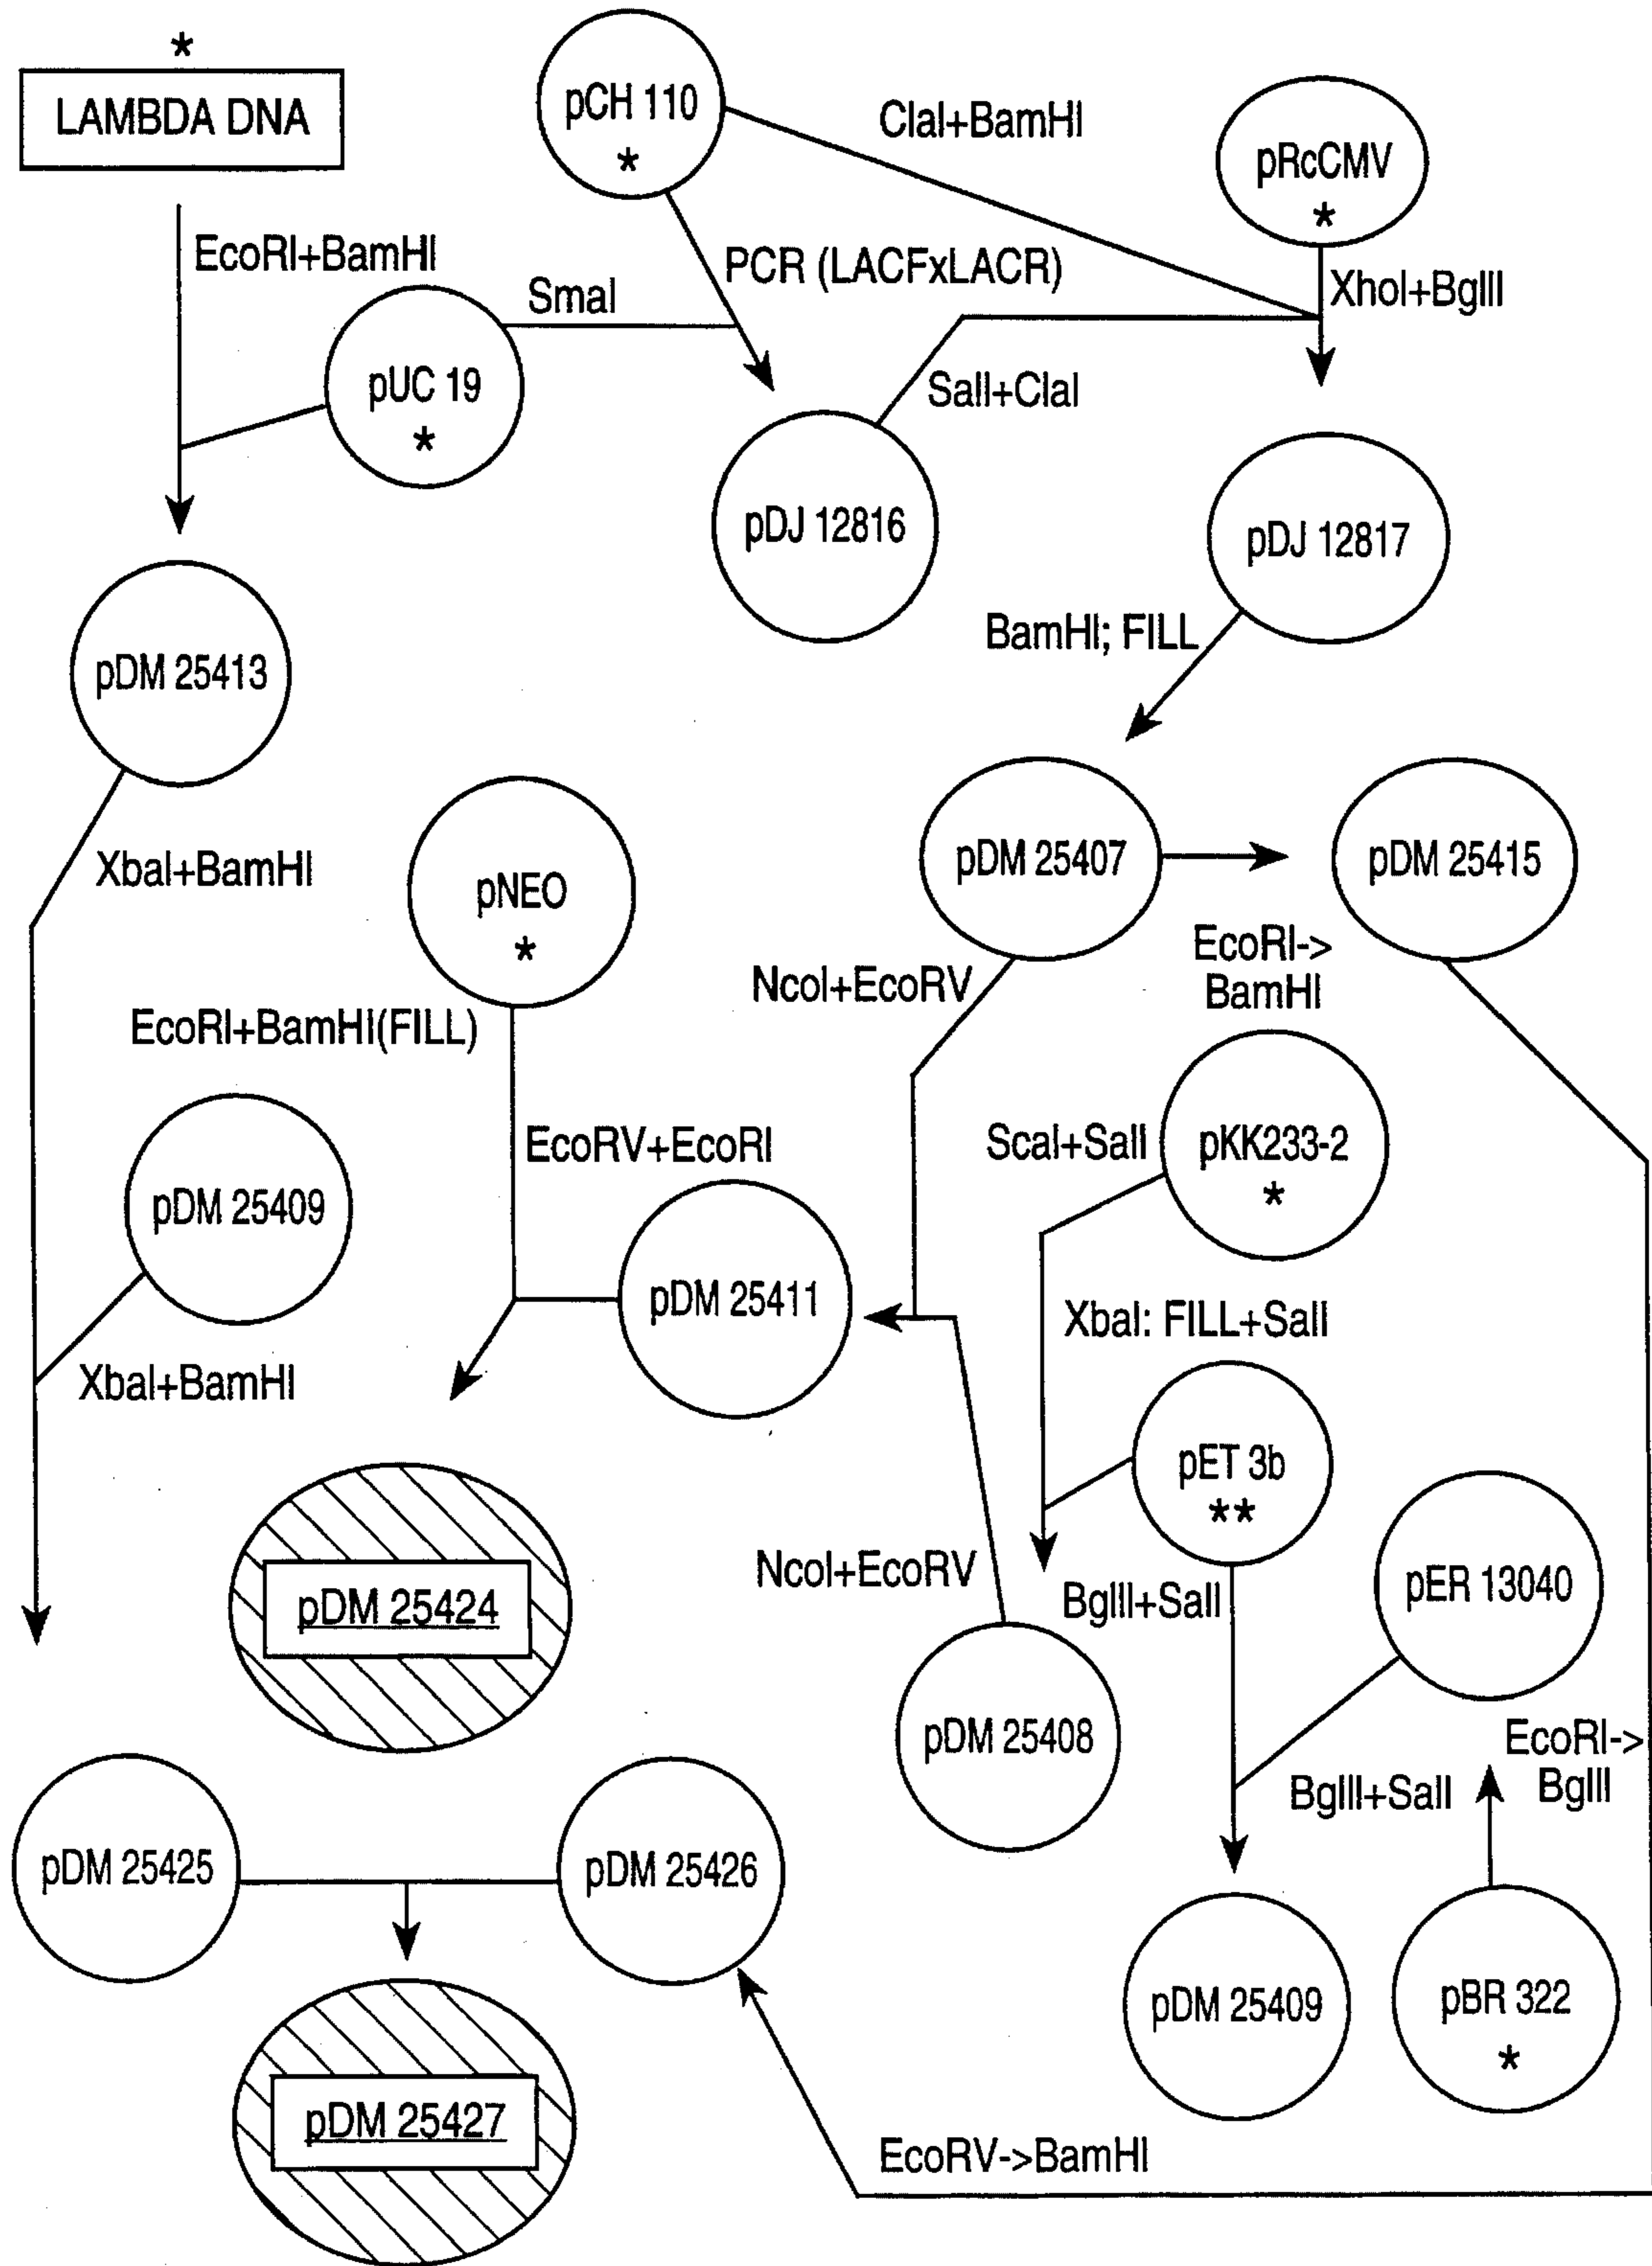 *
LAMBDA DNA
pCH 110
*
ClaI+BamHI
pRcCMV
*
EcoRI+BamHI
SmaI
PCR (LACFxLACR)
XhoI+BglII
pUC 19
*
SalI+ClaI
pDJ 12816
pDJ 12817
BamHI; FILL
pDM 25413
pDM 25407
pDM 25415
XbaI+BamHI
pNEO
*
NcoI+EcoRV
EcoRI->
BamHI
EcoRI+BamHI(FILL)
EcoRV+EcoRI
ScaI+SalI
pKK233-2
*
pDM 25409
pDM 25411
XbaI: FILL+SalI
XbaI+BamHI
pET 3b
**
pDM 25424
NcoI+EcoRV
BglII+SalI
pER 13040
pDM 25408
EcoRI->
BglII
BglII+SalI
pDM 25425
pDM 25426
pDM 25409
pBR 322
*
pDM 25427
EcoRV->BamHI